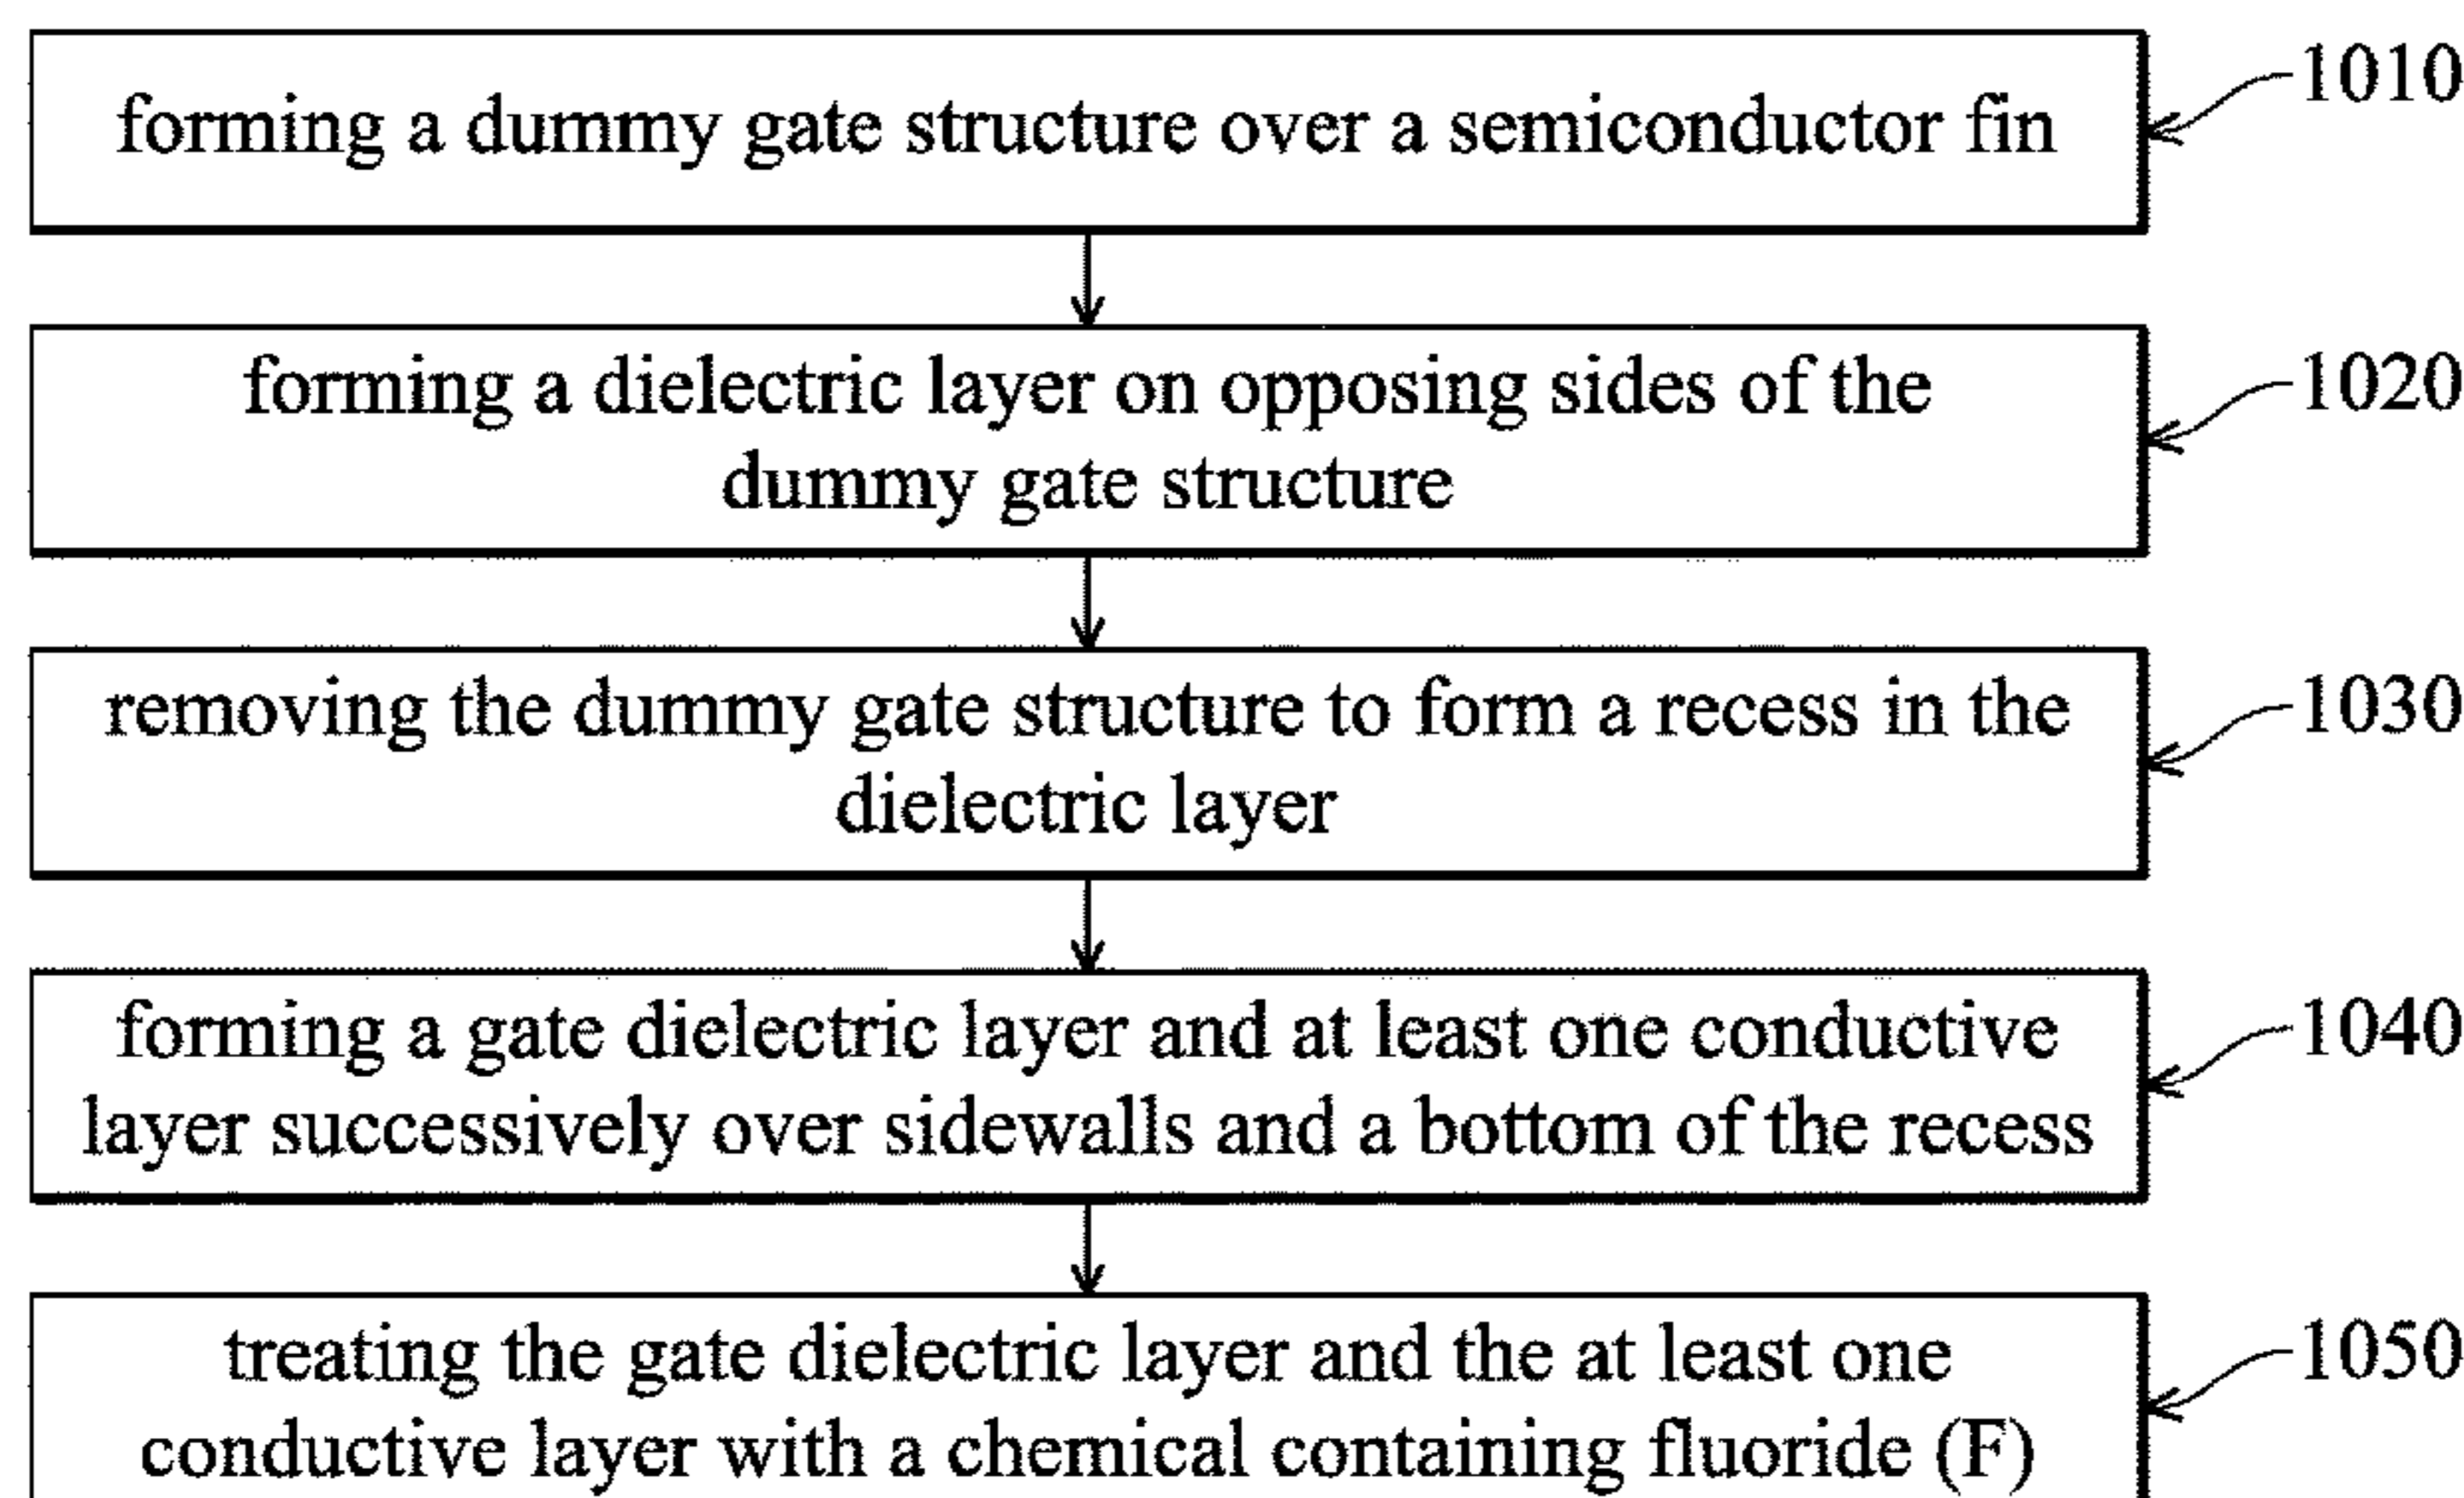 forming a dummy gate structure over a semiconductor fin
1010
forming a dielectric layer on opposing sides of the
dummy gate structure
1020
removing the dummy gate structure to form a recess in the
dielectric layer
1030
forming a gate dielectric layer and at least one conductive
layer successively over sidewalls and a bottom of the recess
1040
treating the gate dielectric layer and the at least one
conductive layer with a chemical containing fluoride (F)
1050